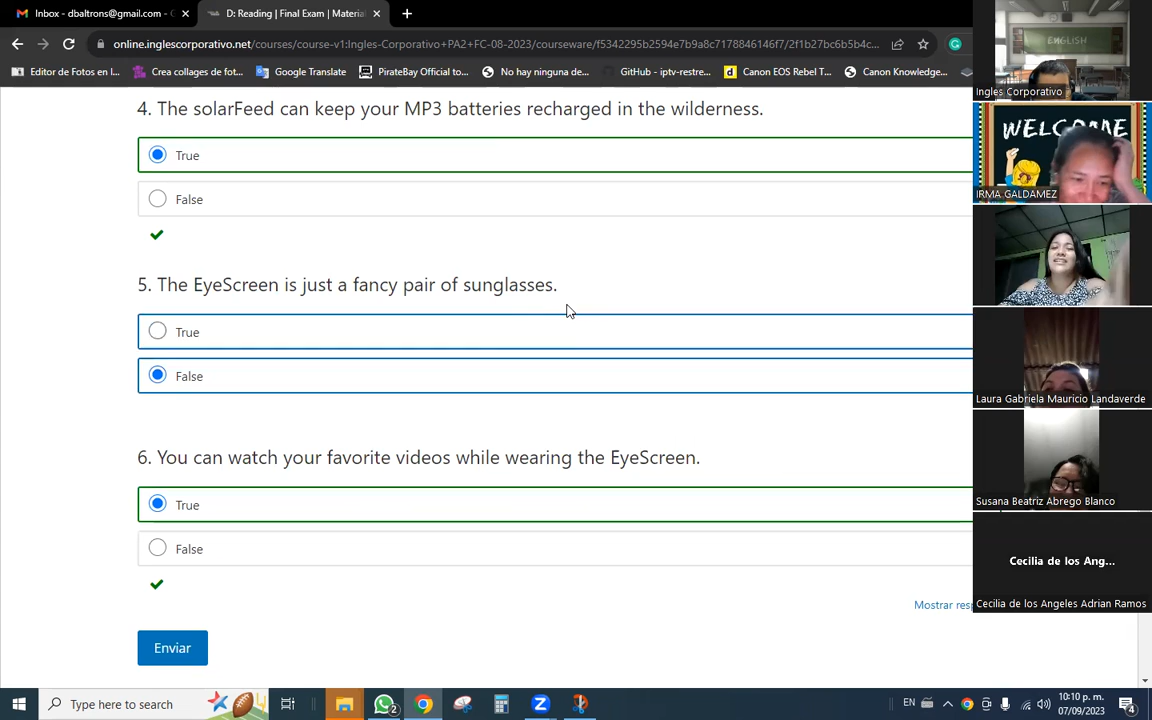 Inbox - dbaltrons@gmail.com -
D: Reading | Final Exam | Material
online.inglescorporativo.net/courses/course-v1:Ingles-Corporativo+PA2+FC-08-2023/courseware/f5342295b2594e7b9a8c7178846146f7/2f1b27bc6b5b4c...
Editor de Fotos en l...
Crea collages de fot...
Google Translate
PirateBay Official to...
No hay ninguna de...
GitHub - iptv-restre...
Canon EOS Rebel T...
Canon Knowledge...
4. The solarFeed can keep your MP3 batteries recharged in the wilderness.
True
False
5. The EyeScreen is just a fancy pair of sunglasses.
True
False
6. You can watch your favorite videos while wearing the EyeScreen.
True
False
Mostrar res
Enviar
ENGLISH
Ingles Corporativo
WELCOME
IRMA GALDAMEZ
Laura Gabriela Mauricio Landaverde
Susana Beatriz Abrego Blanco
Cecilia de los Ang...
Cecilia de los Angeles Adrian Ramos
Type here to search
2
EN
10:10 p. m.
07/09/2023
4